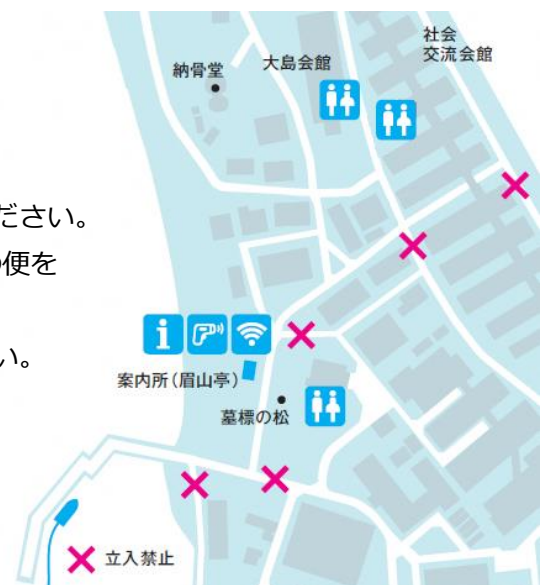 社会
交流会館
大島会館
納骨堂
ださい。
便を
い。
案内所（眉山亭）
墓標の松
立入禁止